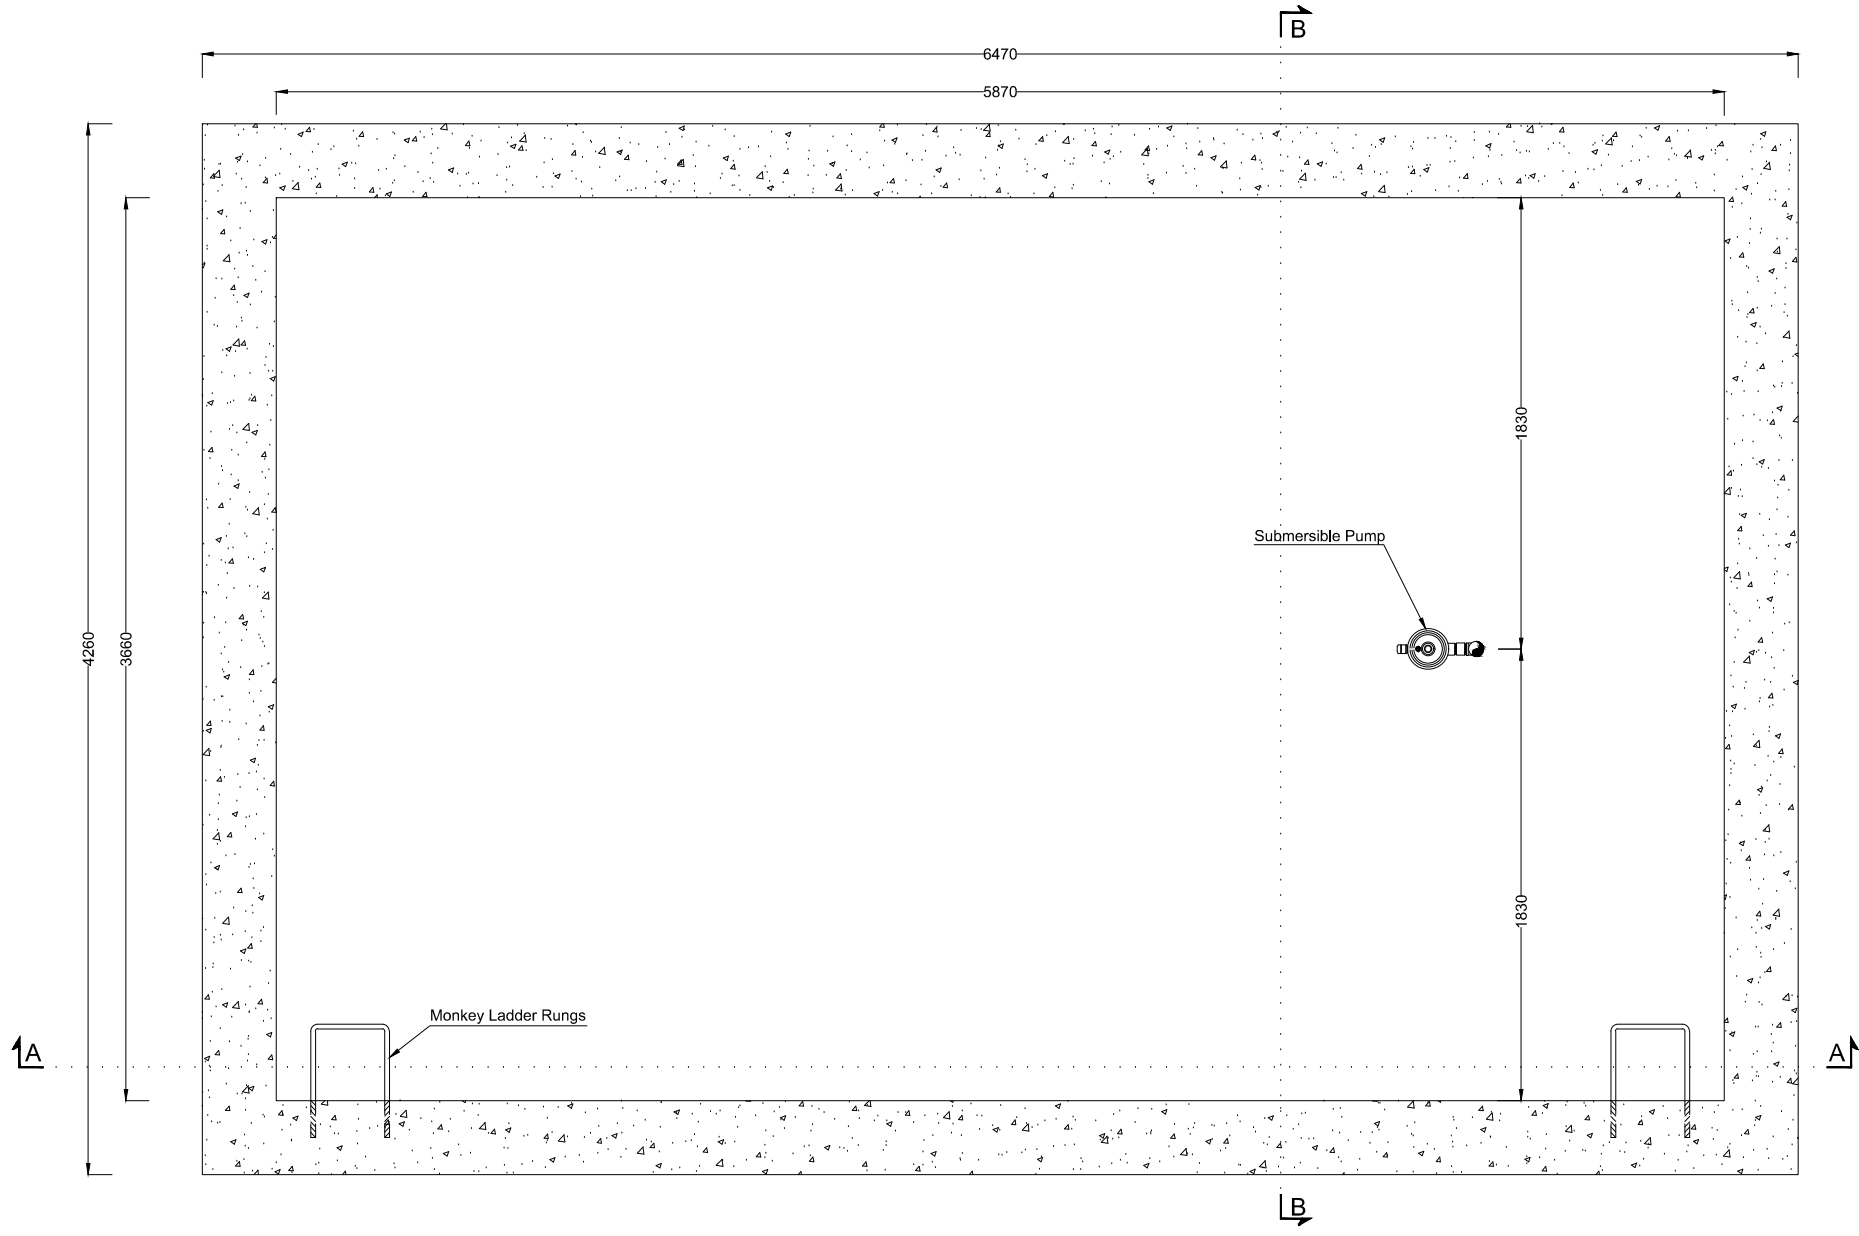 B
6470
5870
1830
Submersible Pump
4260
3660
1830
Monkey Ladder Rungs
A
A
B